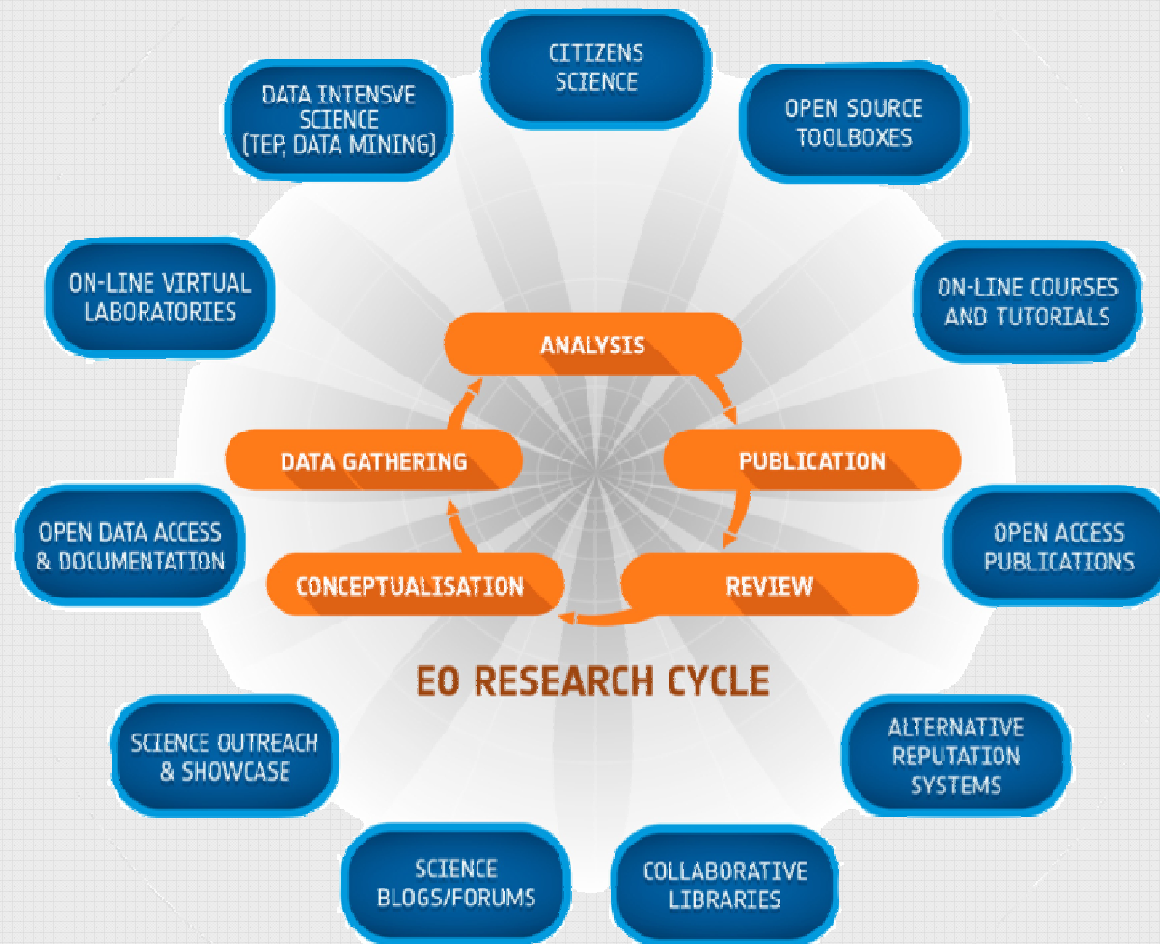 CITIZENS
SCIENCE
DATA INTENSVE
SCIENCE
(TEP, DATA MINING)
OPEN SOURCE
TOOLBOXES
ON-LINE VIRTUAL
LABORATORIES
ON-LINE COURSES
AND TUTORIALS
ANALYSIS
DATA GATHERING
PUBLICATION
OPEN DATA ACCESS
& DOCUMENTATION
OPEN ACCESS
PUBLICATIONS
CONCEPTUALISATION
REVIEW
EO RESEARCH CYCLE
SCIENCE OUTREACH
& SHOWCASE
ALTERNATIVE
REPUTATION
SYSTEMS
SCIENCE
BLOGS/FORUMS
COLLABORATIVE
LIBRARIES